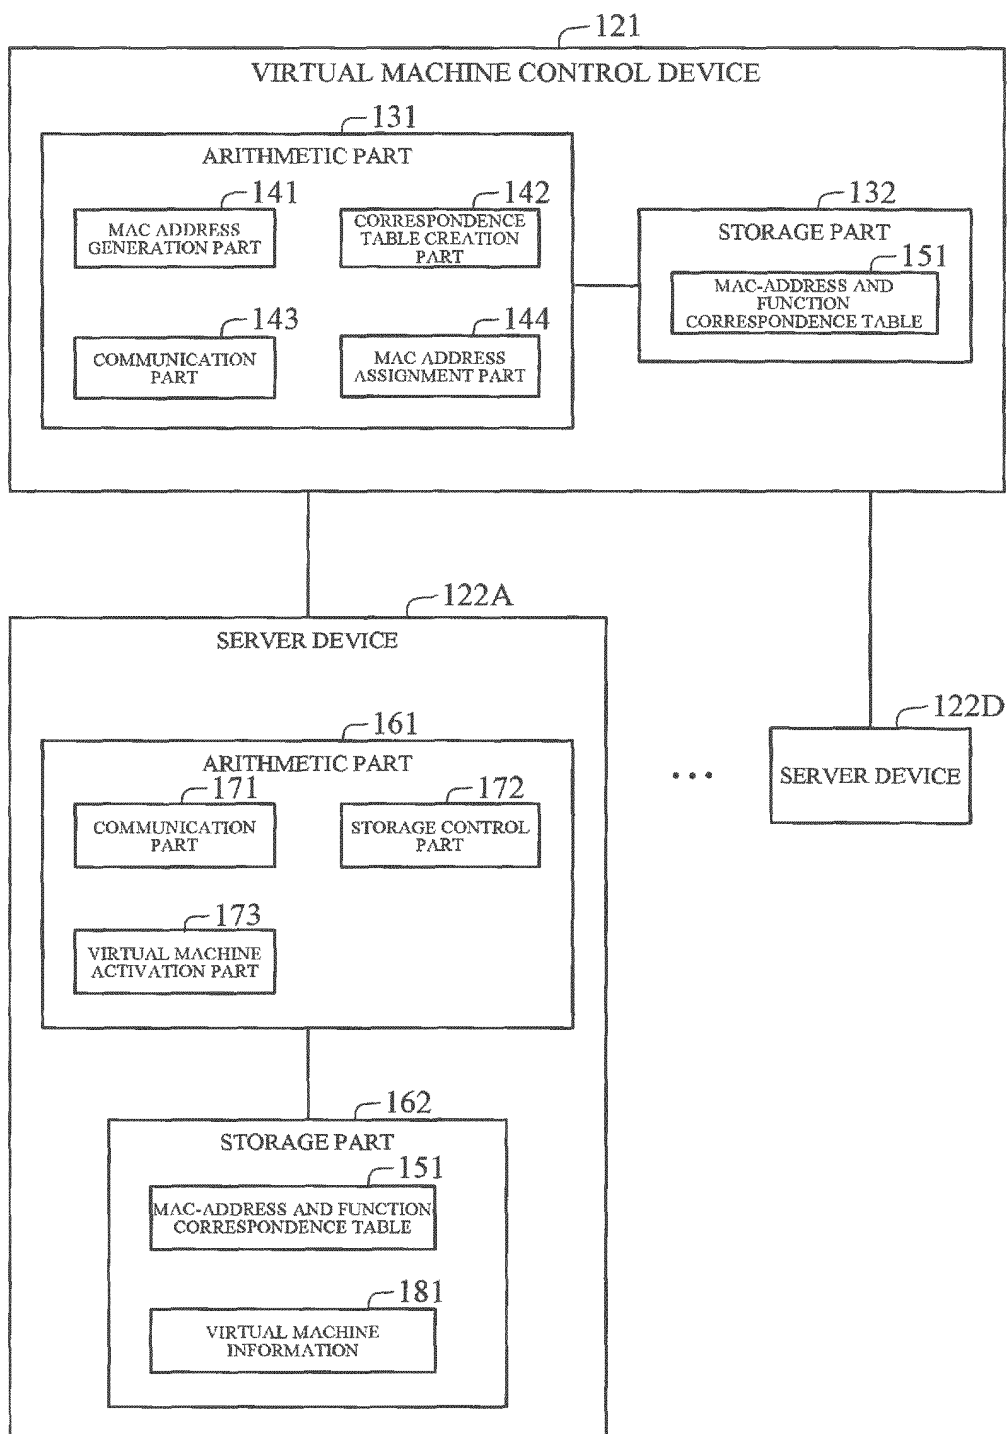 121
VIRTUAL MACHINE CONTROL DEVICE
131
ARITHMETIC PART
141
MAC ADDRESS
GENERATION PART
142
CORRESPONDENCE
TABLE CREATION
PART
143
COMMUNICATION
PART
144
MAC ADDRESS
ASSIGNMENT PART
132
STORAGE PART
151
MAC-ADDRESS AND
FUNCTION
CORRESPONDENCE TABLE
122A
SERVER DEVICE
161
ARITHMETIC PART
171
COMMUNICATION
PART
172
STORAGE CONTROL
PART
173
VIRTUAL MACHINE
ACTIVATION PART
162
STORAGE PART
151
MAC-ADDRESS AND FUNCTION
CORRESPONDENCE TABLE
181
VIRTUAL MACHINE
INFORMATION
...
122D
SERVER DEVICE